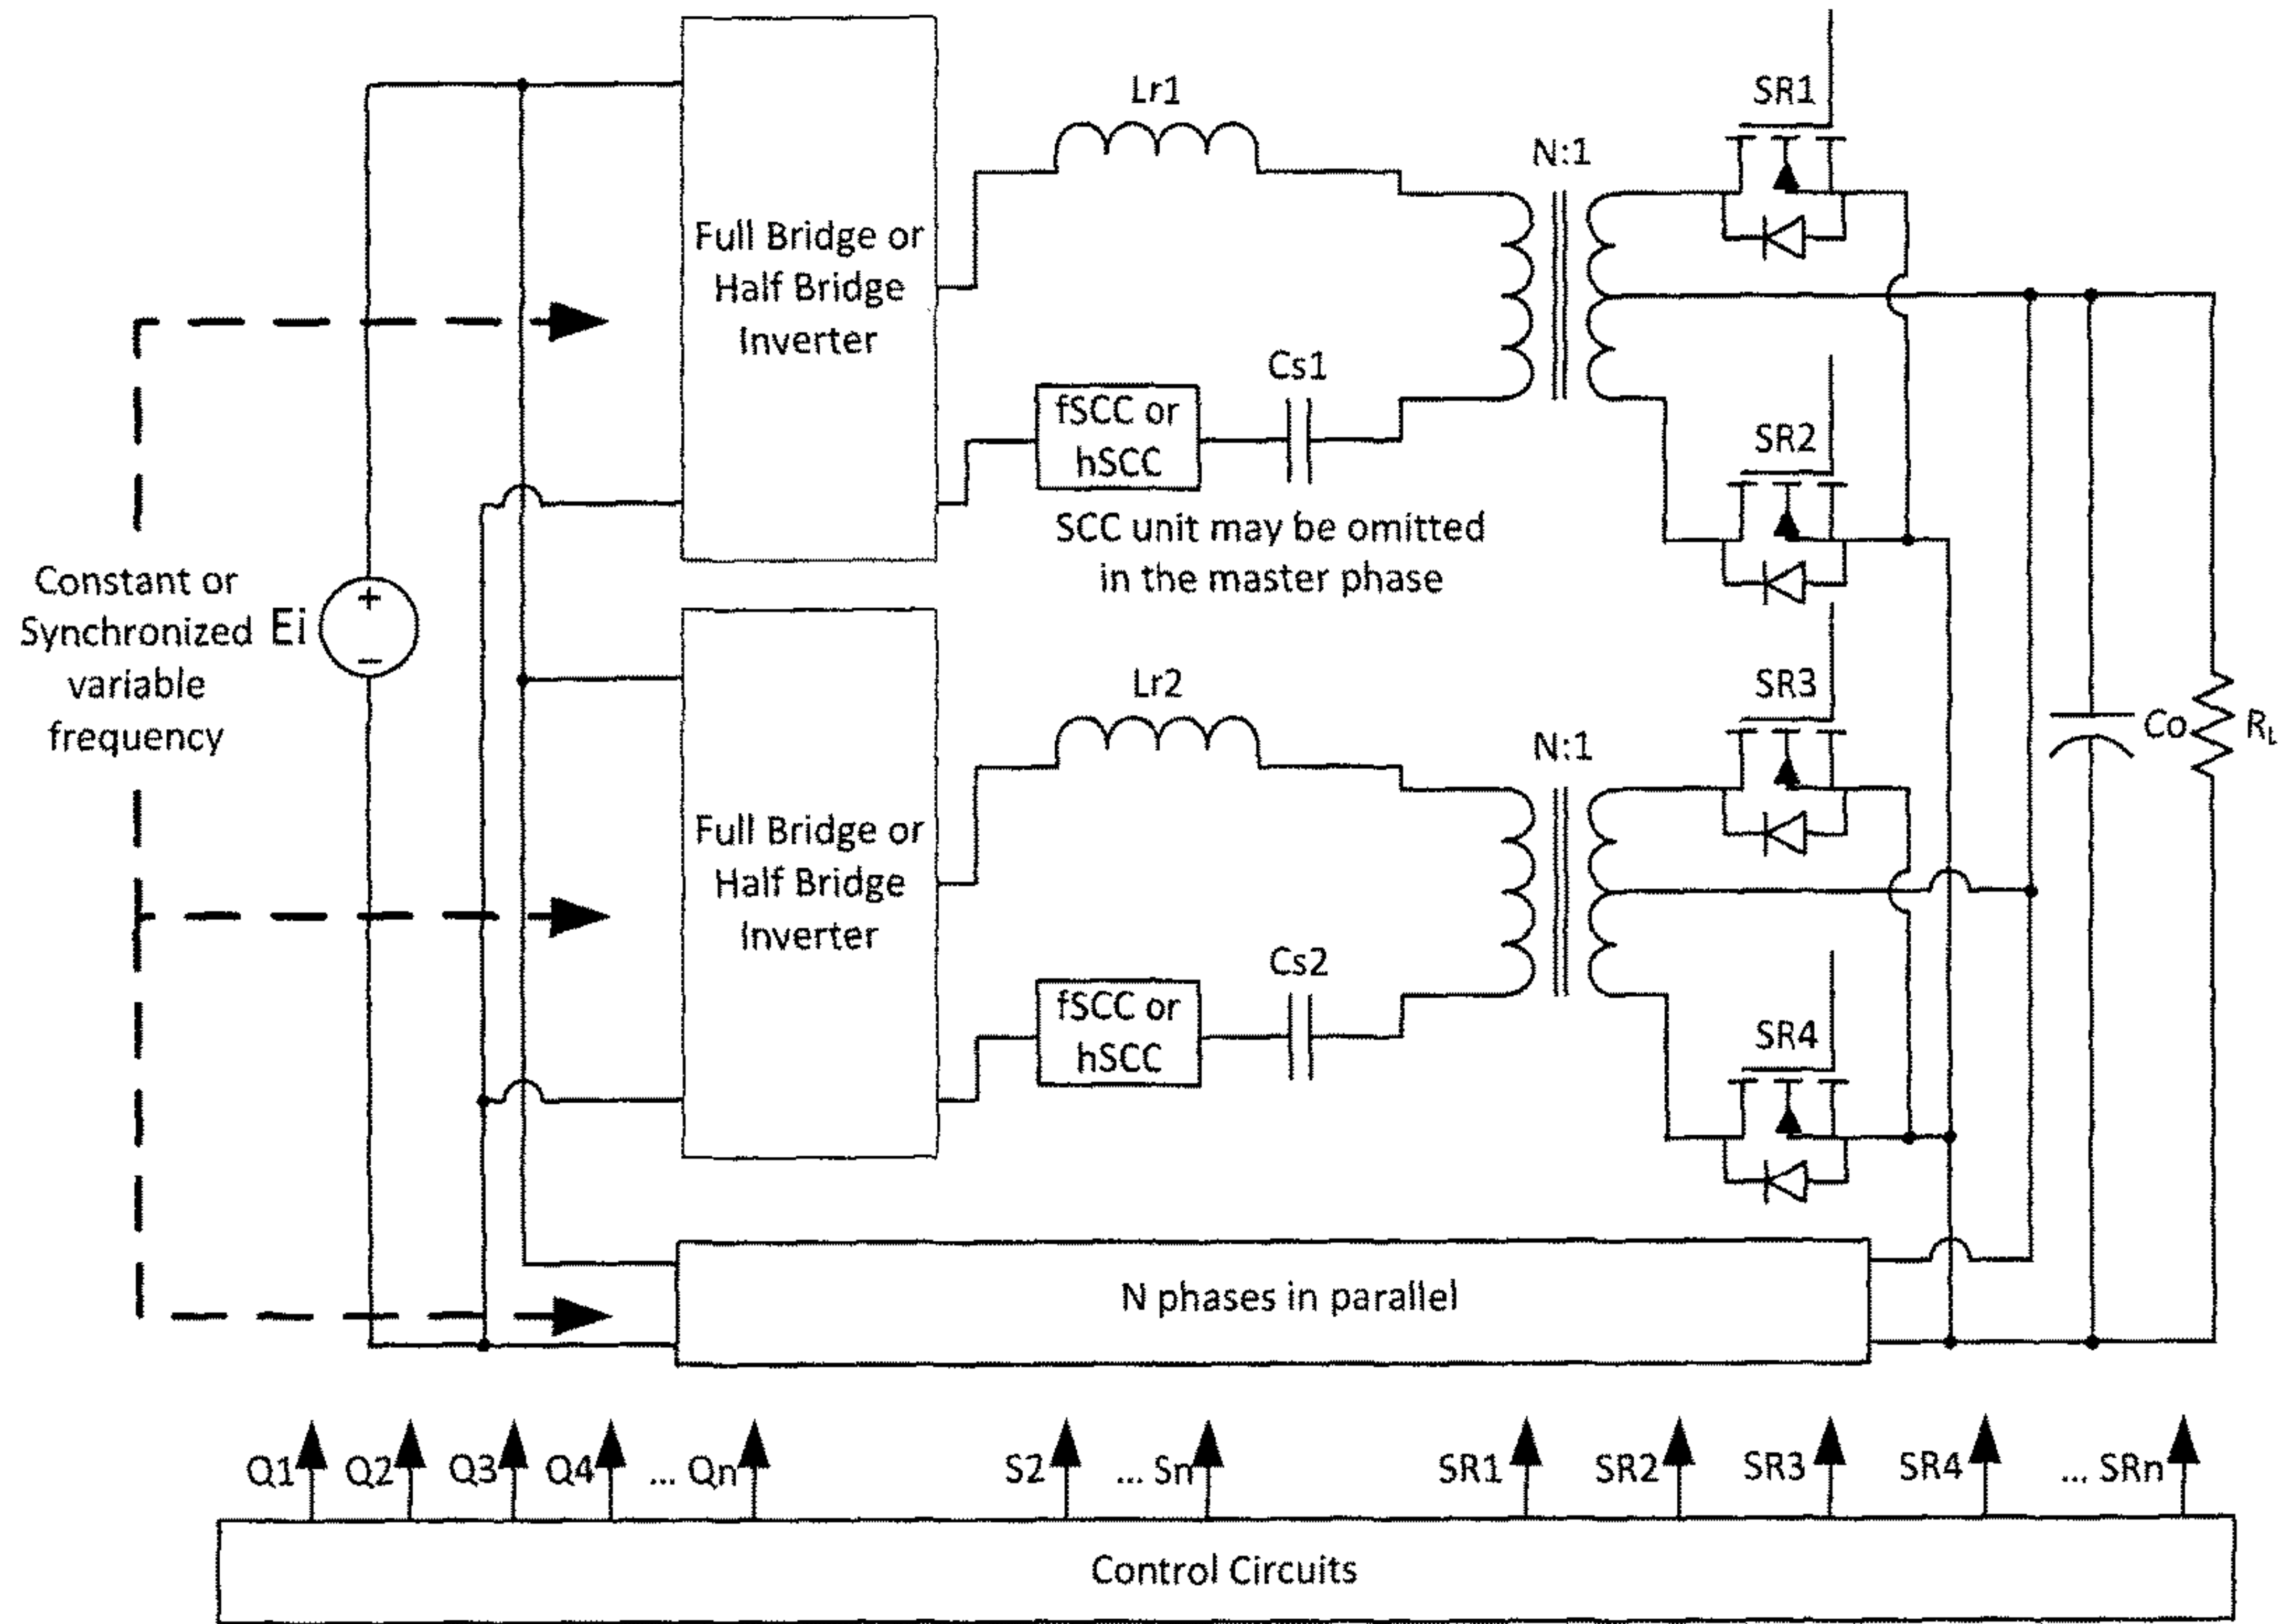 Lr1
SR1
N:1
Full Bridge or
Half Bridge
Inverter
Cs1
fSCC or
hSCC
SR2
SCC unit may be omitted
in the master phase
Constant or
Synchronized
variable
frequency
Ei
+
−
Lr2
SR3
N:1
Co
RL
Full Bridge or
Half Bridge
Inverter
Cs2
fSCC or
hSCC
SR4
N phases in parallel
Q1 Q2 Q3 Q4 ... Qn S2 ... Sn SR1 SR2 SR3 SR4 ... SRn
Control Circuits